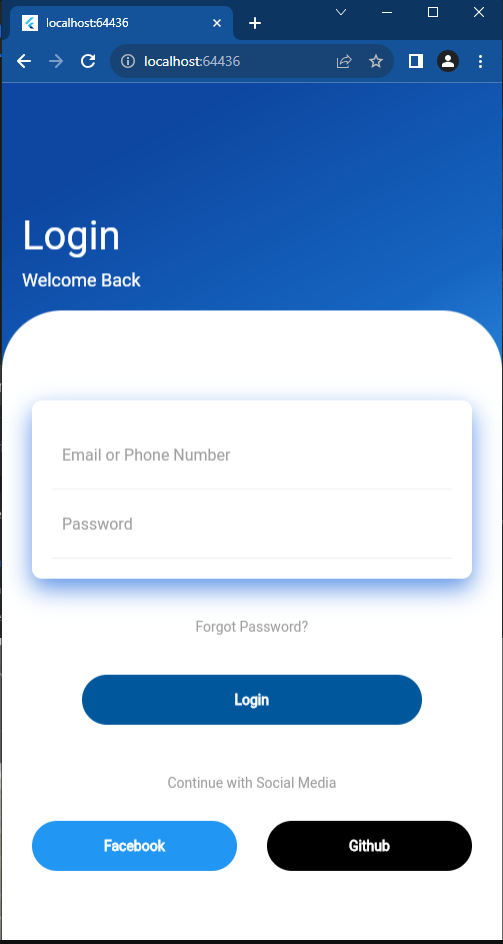 localhost:64436
localhost:64436
Login
Welcome Back
Email or Phone Number
Password
Forgot Password?
Login
Continue with Social Media
Facebook
Github